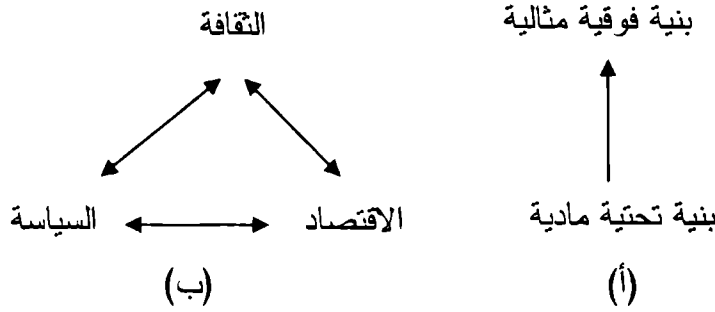 بنية فوقية مثالية
بنية تحتية مادية
(أ)
الثقافة
الاقتصاد
السياسة
(ب)